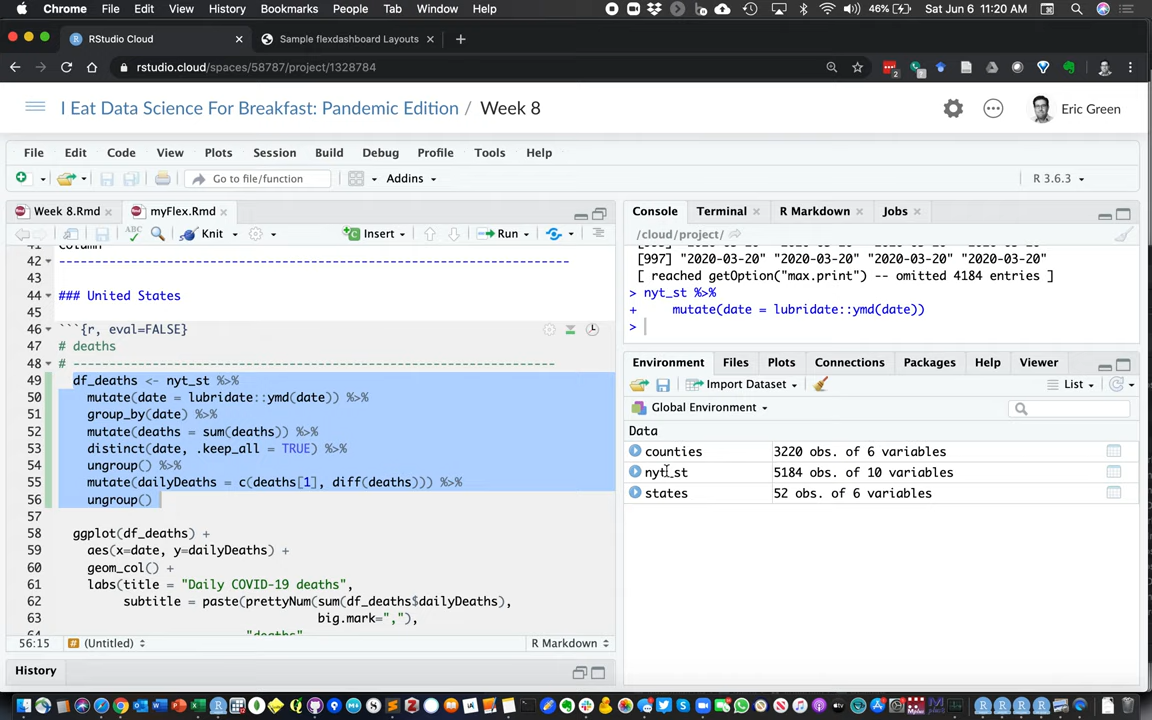 Chrome File Edit View History Bookmarks People Tab Window Help 46% Sat Jun 6 11:20 AM
RStudio Cloud × Sample flexdashboard Layouts × +
rstudio.cloud/spaces/58787/project/1328784
I Eat Data Science For Breakfast: Pandemic Edition / Week 8 Eric Green
File Edit Code View Plots Session Build Debug Profile Tools Help
Go to file/function Addins R 3.6.3
Week 8.Rmd × myFlex.Rmd ×
ABC Knit Insert Run
41 Column
42 -----------------------------------------------------------------------
43
44 ### United States
45
46 ```{r, eval=FALSE}
47 # deaths
48 # --------------------------------------------------------------------
49 df_deaths <- nyt_st %>%
50 mutate(date = lubridate::ymd(date)) %>%
51 group_by(date) %>%
52 mutate(deaths = sum(deaths)) %>%
53 distinct(date, .keep_all = TRUE) %>%
54 ungroup() %>%
55 mutate(dailyDeaths = c(deaths[1], diff(deaths))) %>%
56 ungroup()
57
58 ggplot(df_deaths) +
59 aes(x=date, y=dailyDeaths) +
60 geom_col() +
61 labs(title = "Daily COVID-19 deaths",
62 subtitle = paste(prettyNum(sum(df_deaths$dailyDeaths),
63 big.mark=","),
64 "deaths"
56:15 # (Untitled) R Markdown
History
Console Terminal × R Markdown × Jobs ×
/cloud/project/
[997] "2020-03-20" "2020-03-20" "2020-03-20" "2020-03-20"
[ reached getOption("max.print") -- omitted 4184 entries ]
> nyt_st %>%
+ mutate(date = lubridate::ymd(date))
>
Environment Files Plots Connections Packages Help Viewer
Import Dataset List
Global Environment
Data
counties 3220 obs. of 6 variables
nyt_st 5184 obs. of 10 variables
states 52 obs. of 6 variables